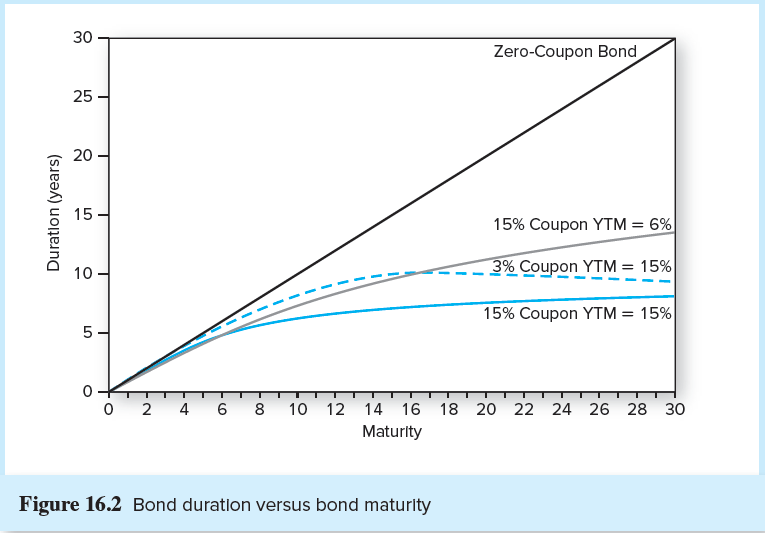 30
Zero-Coupon Bond
25
20
15
15% Coupon YTM = 6%
Duration (years)
10
3% Coupon YTM = 15%
15% Coupon YTM = 15%
5
0
0 2 4 6 8 10 12 14 16 18 20 22 24 26 28 30
Maturity
Figure 16.2 Bond duration versus bond maturity